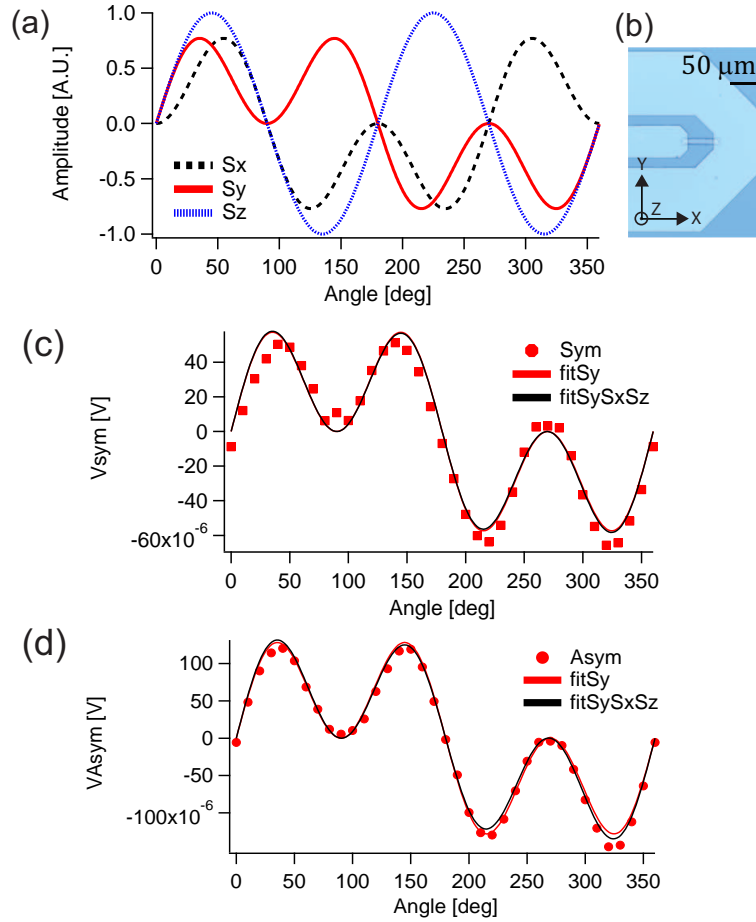 (a)
Amplitude [A.U.]
1.0
0.5
0.0
-0.5
-1.0
Sx
Sy
Sz
0 50 100 150 200 250 300 350
Angle [deg]
(b)
50 μm
Y
Z
X
(c)
Vsym [V]
40
20
0
-20
-40
-60x10⁻⁶
Sym
fitSy
fitSySxSz
0 50 100 150 200 250 300 350
Angle [deg]
(d)
VAsym [V]
100
50
0
-50
-100x10⁻⁶
Asym
fitSy
fitSySxSz
0 50 100 150 200 250 300 350
Angle [deg]